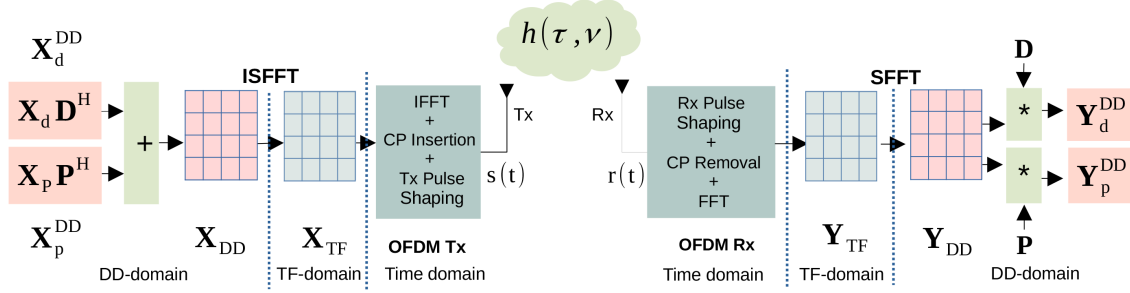 h(τ,ν)
X_d^DD
ISFFT
SFFT
D
X_d D^H
X_P P^H
+
IFFT
+
CP Insertion
+
Tx Pulse
Shaping
Tx
s(t)
Rx
r(t)
Rx Pulse
Shaping
+
CP Removal
+
FFT
*
*
Y_d^DD
Y_p^DD
X_p^DD
X_DD
X_TF
OFDM Tx
OFDM Rx
Y_TF
Y_DD
P
DD-domain
TF-domain
Time domain
Time domain
TF-domain
DD-domain